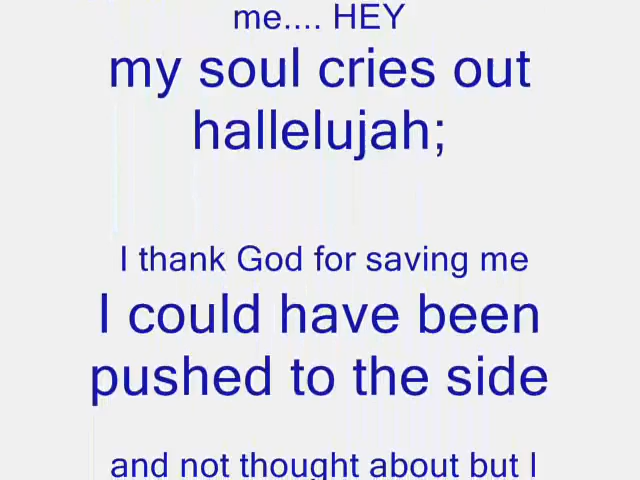 me.... HEY
my soul cries out
hallelujah;
I thank God for saving me
I could have been
pushed to the side
and not thought about but I